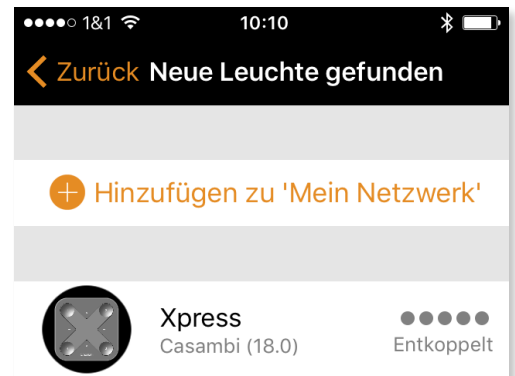 1&1 10:10
Zurück Neue Leuchte gefunden
Hinzufügen zu 'Mein Netzwerk'
Xpress
Casambi (18.0) Entkoppelt